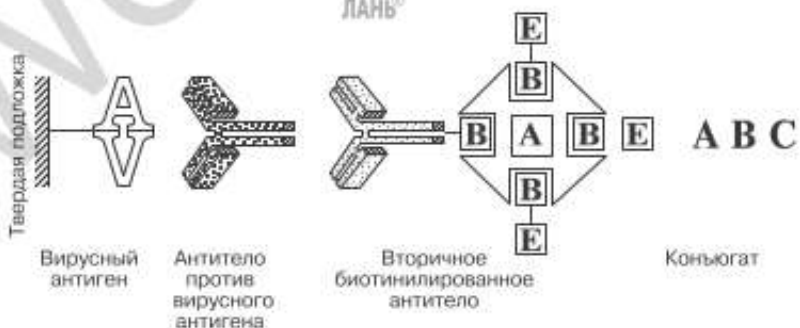 ЛАНЬ®
Твердая подложка
E
B
B A B E A B C
B
E
Вирусный антиген
Антитело против вирусного антигена
Вторичное биотинилированное антитело
Конъюгат